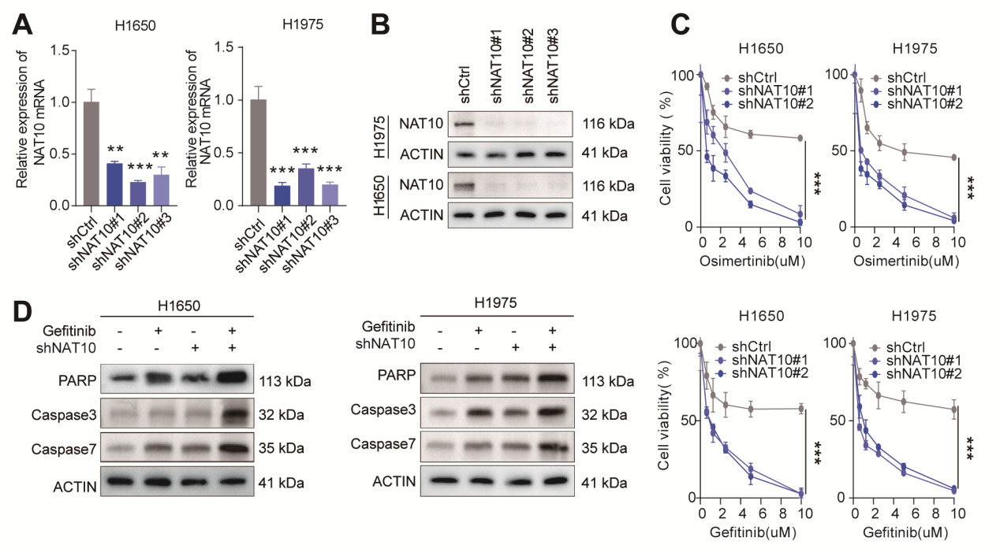 A
H1650
Relative expression of
NAT10 mRNA
1.5
1.0
0.5
0.0
**
***
**
shCtrl
shNAT10#1
shNAT10#2
shNAT10#3
H1975
Relative expression of
NAT10 mRNA
1.5
1.0
0.5
0.0
***
***
***
shCtrl
shNAT10#1
shNAT10#2
shNAT10#3
B
shCtrl
shNAT10#1
shNAT10#2
shNAT10#3
H1975
NAT10
116 kDa
ACTIN
41 kDa
H1650
NAT10
116 kDa
ACTIN
41 kDa
C
H1650
Cell viability ( %)
100
50
0
shCtrl
shNAT10#1
shNAT10#2
***
0 2 4 6 8 10
Osimertinib(uM)
H1975
100
50
0
shCtrl
shNAT10#1
shNAT10#2
***
0 2 4 6 8 10
Osimertinib(uM)
H1650
Cell viability( %)
100
50
0
shCtrl
shNAT10#1
shNAT10#2
***
0 2 4 6 8 10
Gefitinib(uM)
H1975
100
50
0
shCtrl
shNAT10#1
shNAT10#2
***
0 2 4 6 8 10
Gefitinib(uM)
D
H1650
Gefitinib - + - +
shNAT10 - - + +
PARP 113 kDa
Caspase3 32 kDa
Caspase7 35 kDa
ACTIN 41 kDa
H1975
Gefitinib - + - +
shNAT10 - - + +
PARP 113 kDa
Caspase3 32 kDa
Caspase7 35 kDa
ACTIN 41 kDa